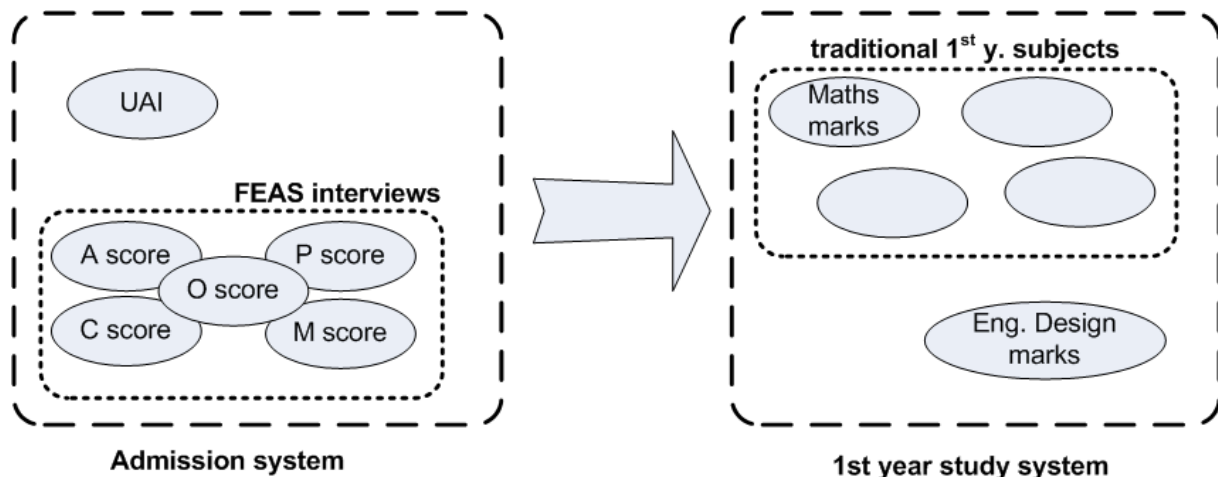 UAI
FEAS interviews
A score
P score
O score
C score
M score
Admission system
traditional 1st y. subjects
Maths
marks
Eng. Design
marks
1st year study system